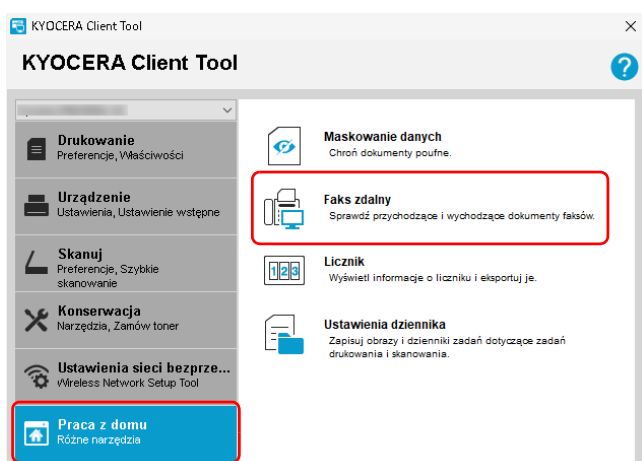 KYOCERA Client Tool
KYOCERA Client Tool
?
Drukowanie
Preferencje, Właściwości
Urządzenie
Ustawienia, Ustawienie wstępne
Skanuj
Preferencje, Szybkie
skanowanie
Konserwacja
Narzędzia, Zamów toner
Ustawienia sieci bezprze...
Wireless Network Setup Tool
Praca z domu
Różne narzędzia
Maskowanie danych
Chroń dokumenty poufne.
Faks zdalny
Sprawdź przychodzące i wychodzące dokumenty faksów.
123
Licznik
Wyświetl informacje o liczniku i eksportuj je.
Ustawienia dziennika
Zapisuj obrazy i dzienniki zadań dotyczące zadań
drukowania i skanowania.